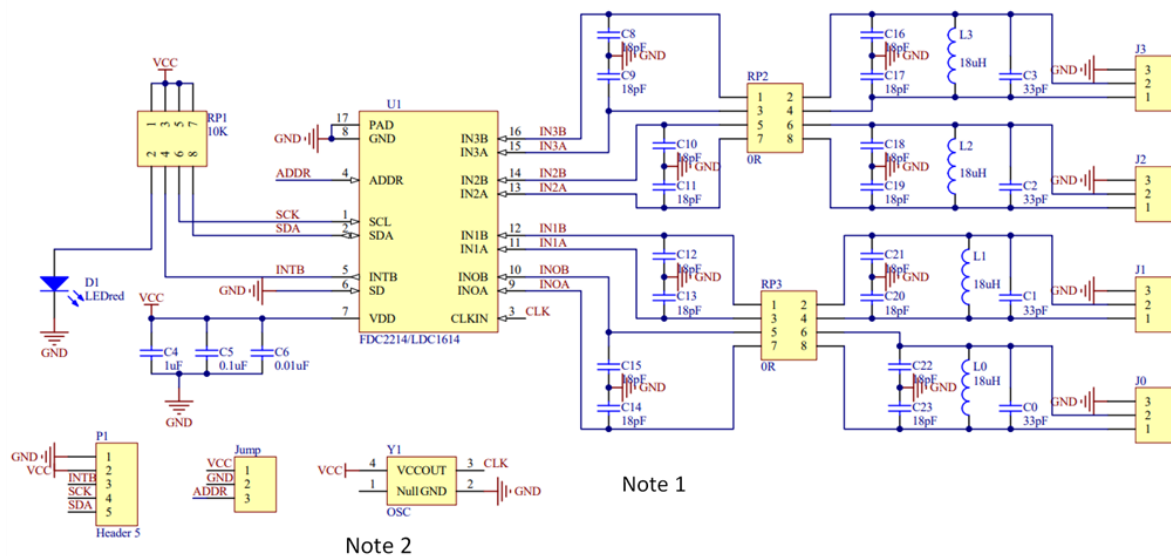 VCC
1 3 5 7
RP1
10K
2 4 6 8
D1
LEDred
GND
VCC
C4
1uF
C5
0.1uF
C6
0.01uF
GND
GND
ADDR
SCK
SDA
INTB
GND
U1
17 PAD
8 GND
4 ADDR
1 SCL
2 SDA
5 INTB
6 SD
7 VDD
IN3B 16 IN3B
IN3A 15 IN3A
IN2B 14 IN2B
IN2A 13 IN2A
IN1B 12 IN1B
IN1A 11 IN1A
INOB 10 INOB
INOA 9 INOA
CLKIN 3 CLK
FDC2214/LDC1614
C8
18pF
GND
C9
18pF
C10
18pF
GND
C11
18pF
C12
18pF
GND
C13
18pF
C15
18pF
GND
C14
18pF
RP2
1 2
3 4
5 6
7 8
0R
RP3
1 2
3 4
5 6
7 8
0R
C16
18pF
GND
C17
18pF
L3
18uH
C3
33pF
GND
J3
3
2
1
C18
18pF
GND
C19
18pF
L2
18uH
C2
33pF
GND
J2
3
2
1
C21
18pF
GND
C20
18pF
L1
18uH
C1
33pF
GND
J1
3
2
1
C22
18pF
GND
C23
18pF
L0
18uH
C0
33pF
GND
J0
3
2
1
P1
GND 1
VCC 2
INTB 3
SCK 4
SDA 5
Header 5
Jump
VCC 1
GND 2
ADDR 3
Y1
VCC 4 VCCOUT 3 CLK
1 Null GND 2 GND
OSC
Note 1
Note 2